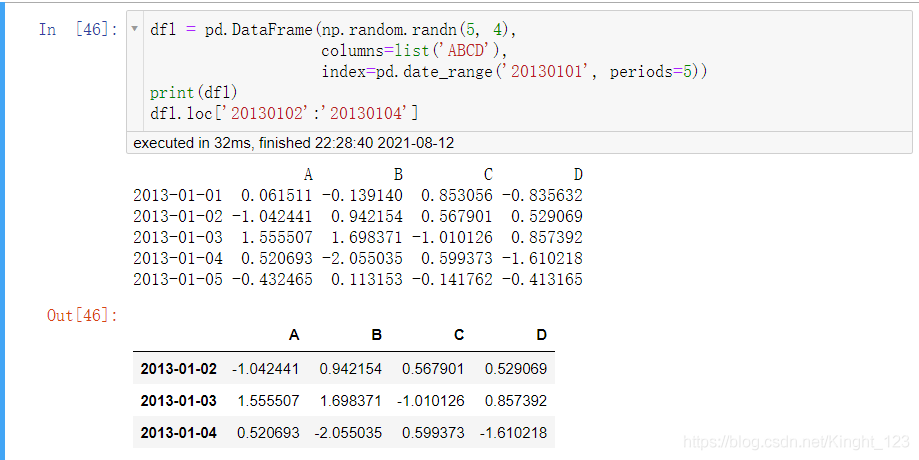 In [46]: dfl = pd.DataFrame(np.random.randn(5, 4),
columns=list('ABCD'),
index=pd.date_range('20130101', periods=5))
print(dfl)
dfl.loc['20130102':'20130104']
executed in 32ms, finished 22:28:40 2021-08-12
A B C D
2013-01-01 0.061511 -0.139140 0.853056 -0.835632
2013-01-02 -1.042441 0.942154 0.567901 0.529069
2013-01-03 1.555507 1.698371 -1.010126 0.857392
2013-01-04 0.520693 -2.055035 0.599373 -1.610218
2013-01-05 -0.432465 0.113153 -0.141762 -0.413165
Out[46]:
A B C D
2013-01-02 -1.042441 0.942154 0.567901 0.529069
2013-01-03 1.555507 1.698371 -1.010126 0.857392
2013-01-04 0.520693 -2.055035 0.599373 -1.610218
https://blog.csdn.net/Kinght_123